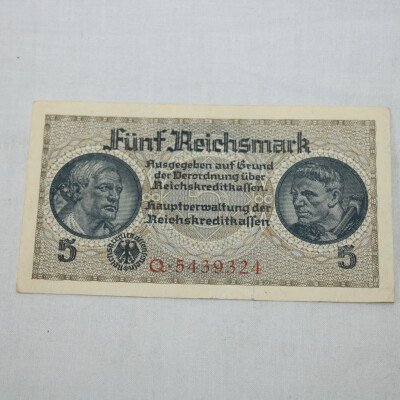 Fünf Reichsmark
Ausgegeben auf Grund
der Verordnung über
Reichskreditkassen
Hauptverwaltung der
Reichskreditkassen
5
Q·5439324
5